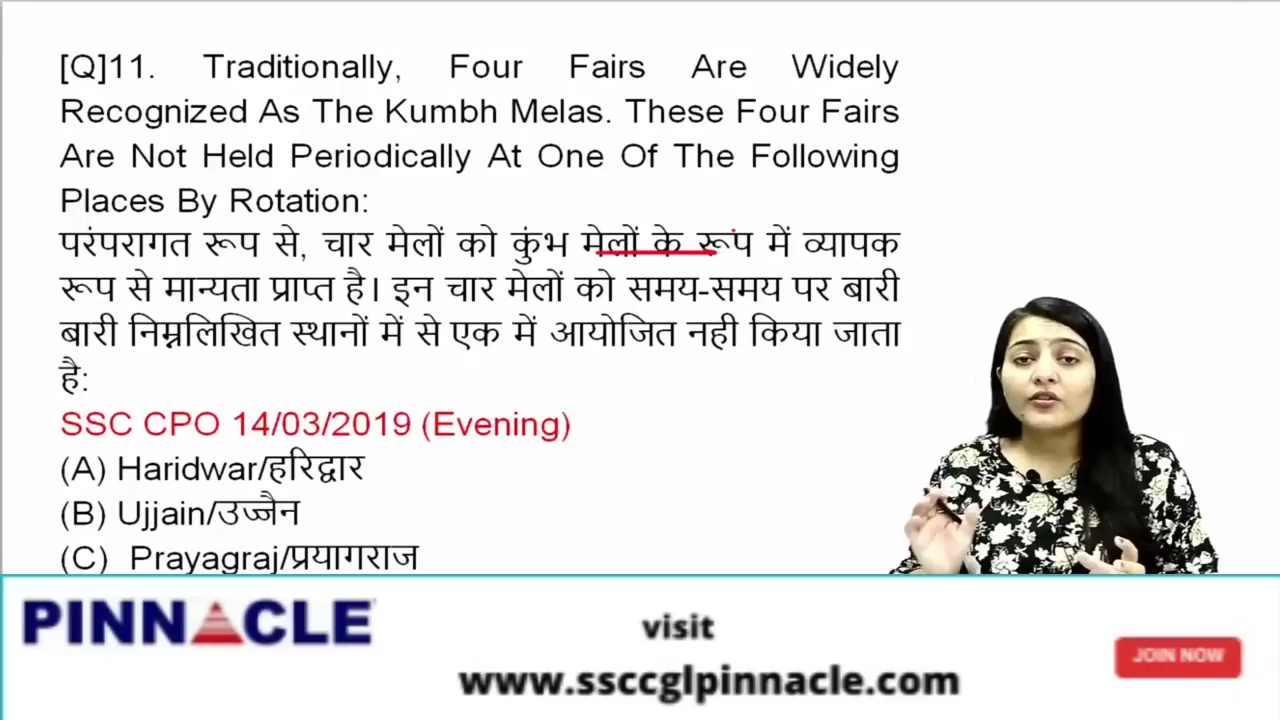 [Q]11. Traditionally, Four Fairs Are Widely
Recognized As The Kumbh Melas. These Four Fairs
Are Not Held Periodically At One Of The Following
Places By Rotation:
परंपरागत रूप से, चार मेलों को कुंभ मेलों के रूप में व्यापक
रूप से मान्यता प्राप्त है। इन चार मेलों को समय-समय पर बारी
बारी निम्नलिखित स्थानों में से एक में आयोजित नही किया जाता
है:
SSC CPO 14/03/2019 (Evening)
(A) Haridwar/हरिद्वार
(B) Ujjain/उज्जैन
(C) Prayagraj/प्रयागराज
PINNACLE
visit
www.ssccglpinnacle.com
JOIN NOW